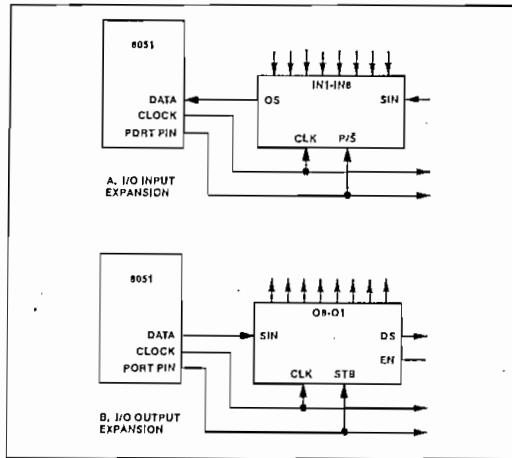 8051
IN1-IN8
DATA
OS
SIN
CLOCK
PORT PIN
CLK
P/S̅
A. I/O INPUT
EXPANSION
8051
O8-O1
DATA
SIN
DS
CLOCK
EN
PORT PIN
CLK
STB
B. I/O OUTPUT
EXPANSION